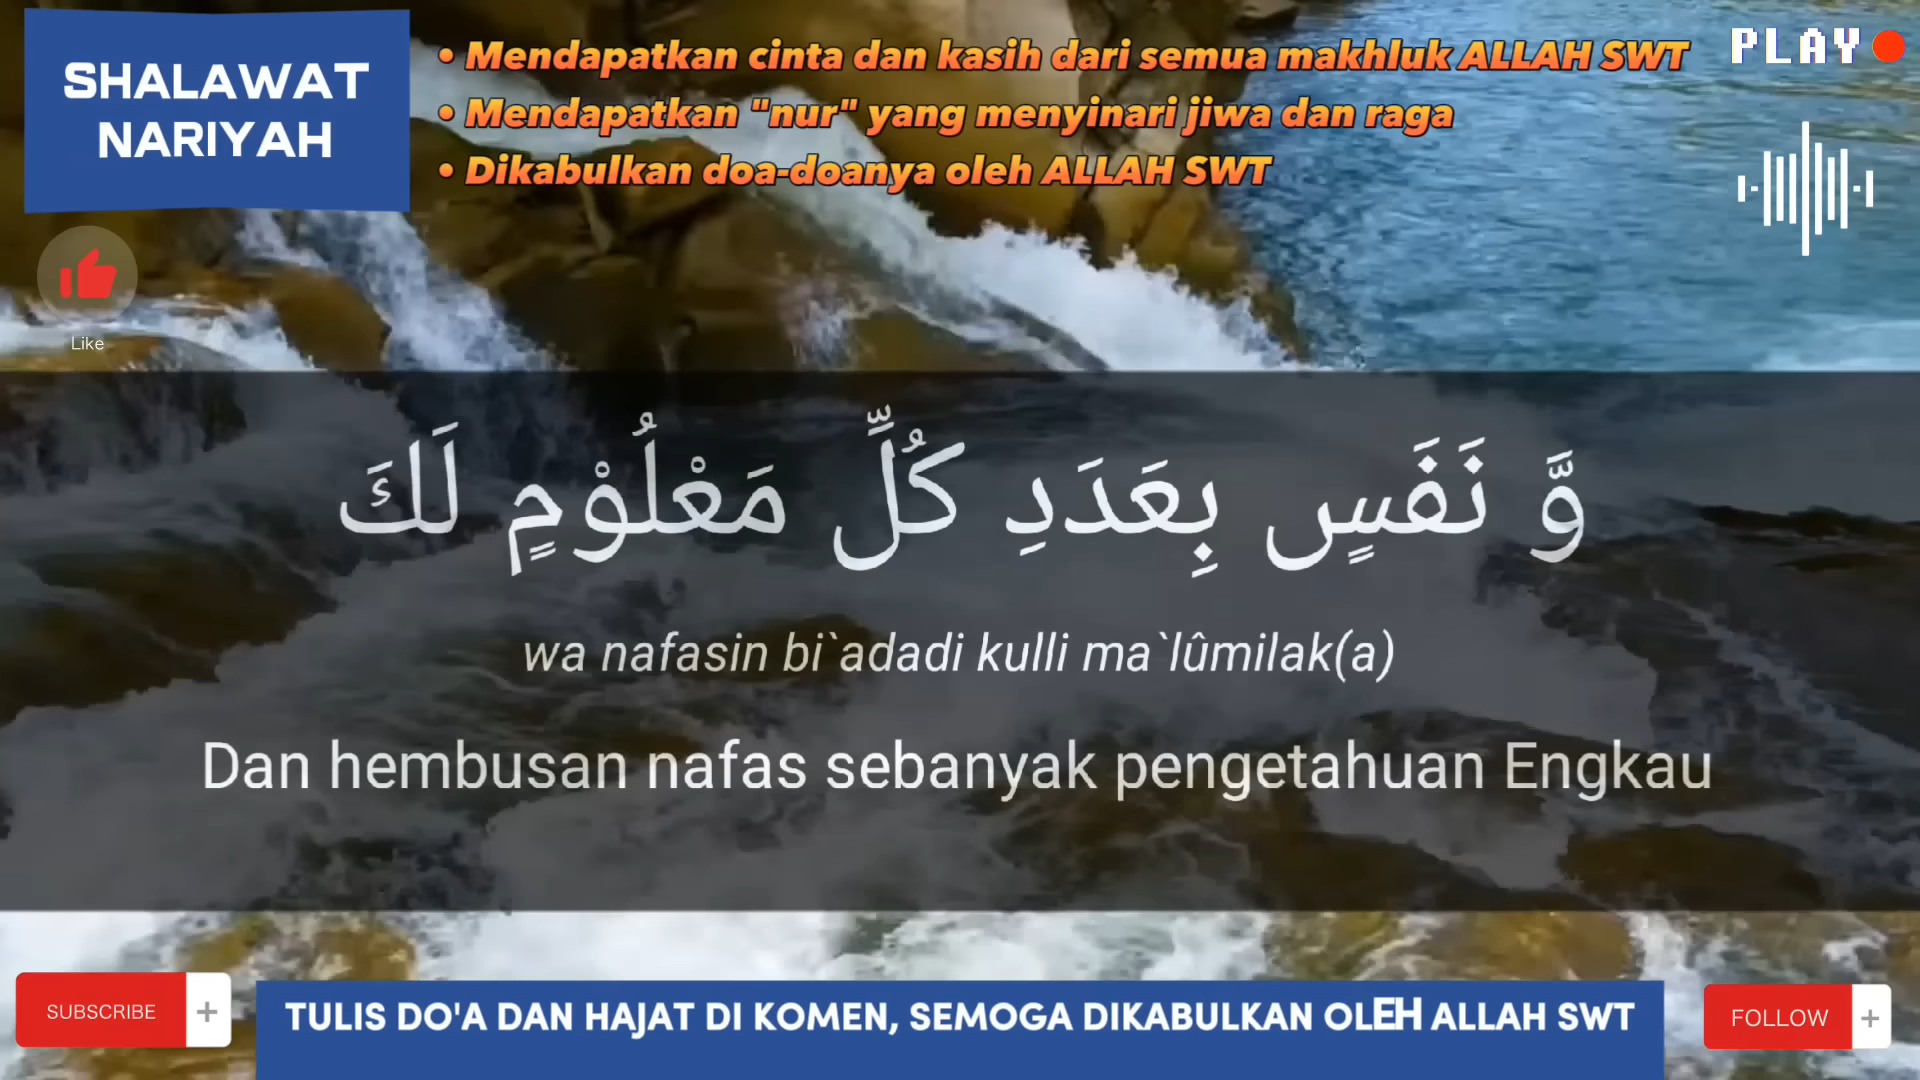 SHALAWAT
NARIYAH
• Mendapatkan cinta dan kasih dari semua makhluk ALLAH SWT
• Mendapatkan "nur" yang menyinari jiwa dan raga
• Dikabulkan doa-doanya oleh ALLAH SWT
PLAY
Like
وَّ نَفَسٍ بِعَدَدِ كُلِّ مَعْلُوْمٍ لَكَ
wa nafasin bi`adadi kulli ma`lûmilak(a)
Dan hembusan nafas sebanyak pengetahuan Engkau
SUBSCRIBE +
TULIS DO'A DAN HAJAT DI KOMEN, SEMOGA DIKABULKAN OLEH ALLAH SWT
FOLLOW +